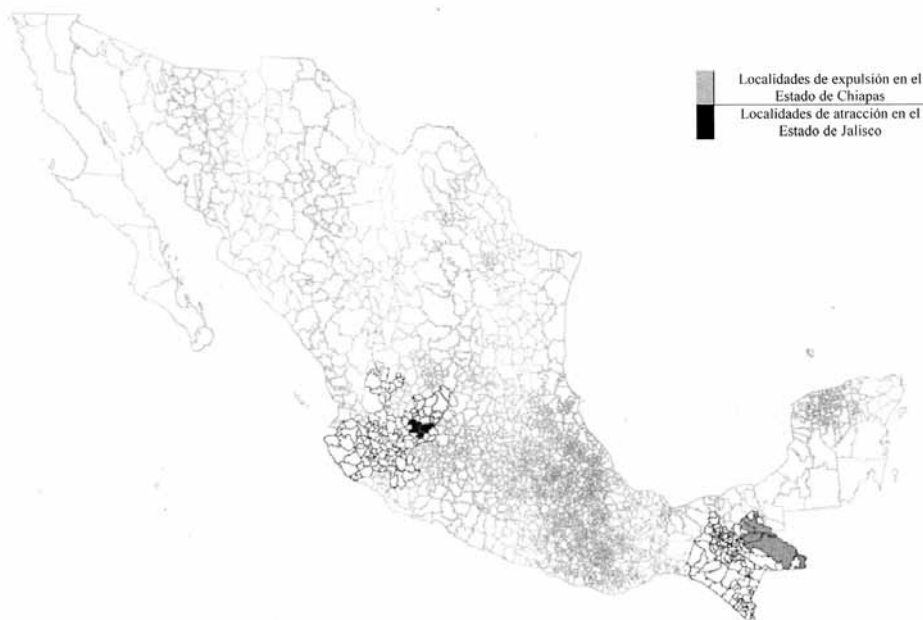 Localidades de expulsión en el
Estado de Chiapas
Localidades de atracción en el
Estado de Jalisco